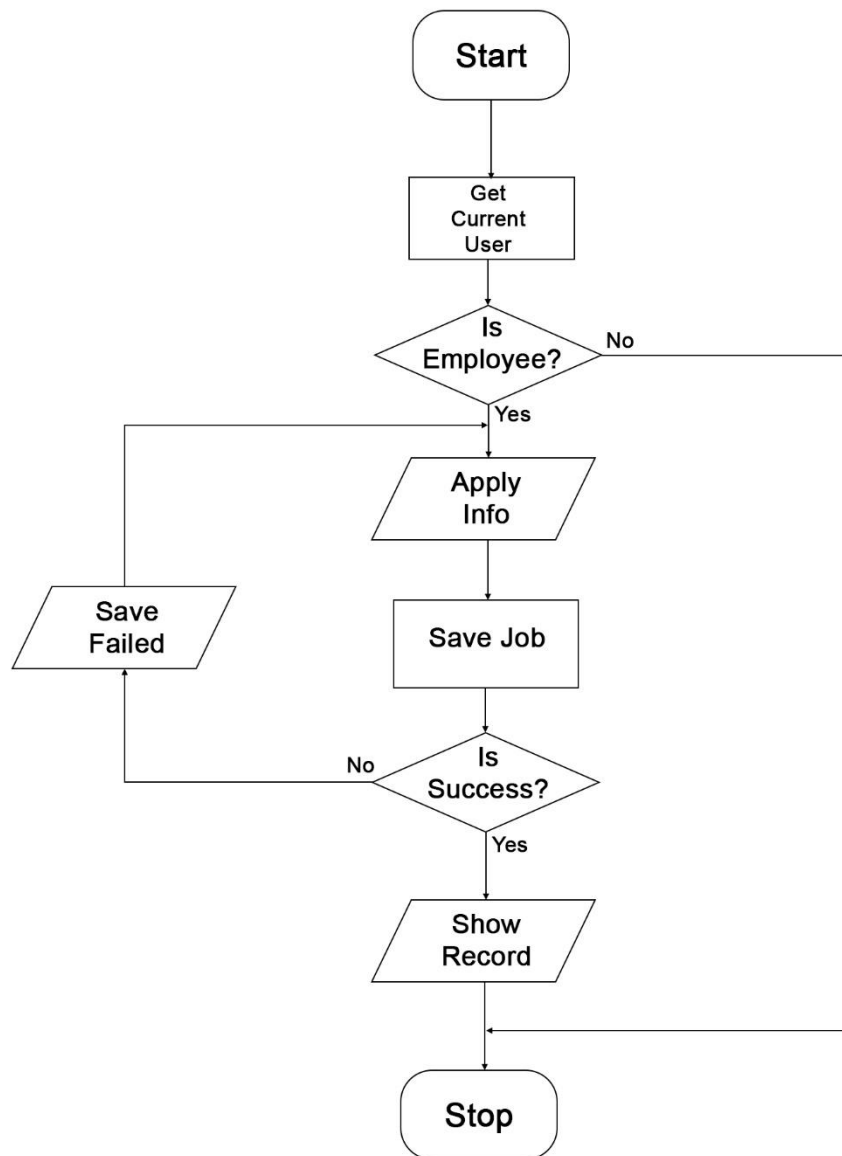 Start
Get
Current
User
Is
Employee?
No
Yes
Apply
Info
Save
Failed
Save Job
No
Is
Success?
Yes
Show
Record
Stop